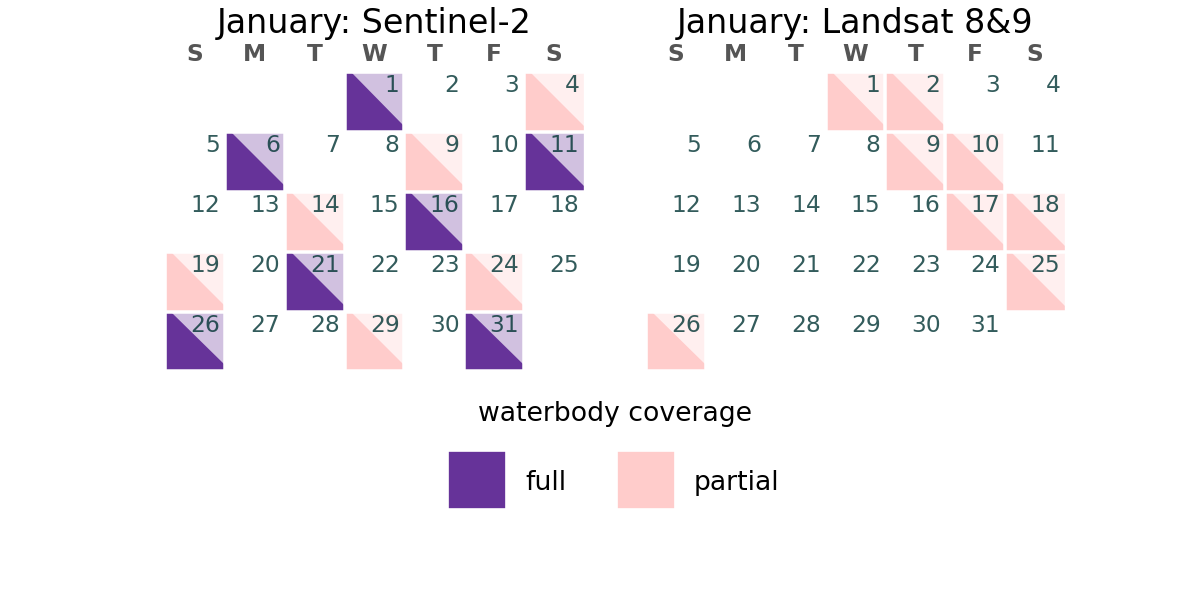 January: Sentinel-2
S M T W T F S
1 2 3 4
5 6 7 8 9 10 11
12 13 14 15 16 17 18
19 20 21 22 23 24 25
26 27 28 29 30 31
January: Landsat 8&9
S M T W T F S
1 2 3 4
5 6 7 8 9 10 11
12 13 14 15 16 17 18
19 20 21 22 23 24 25
26 27 28 29 30 31
waterbody coverage
full
partial